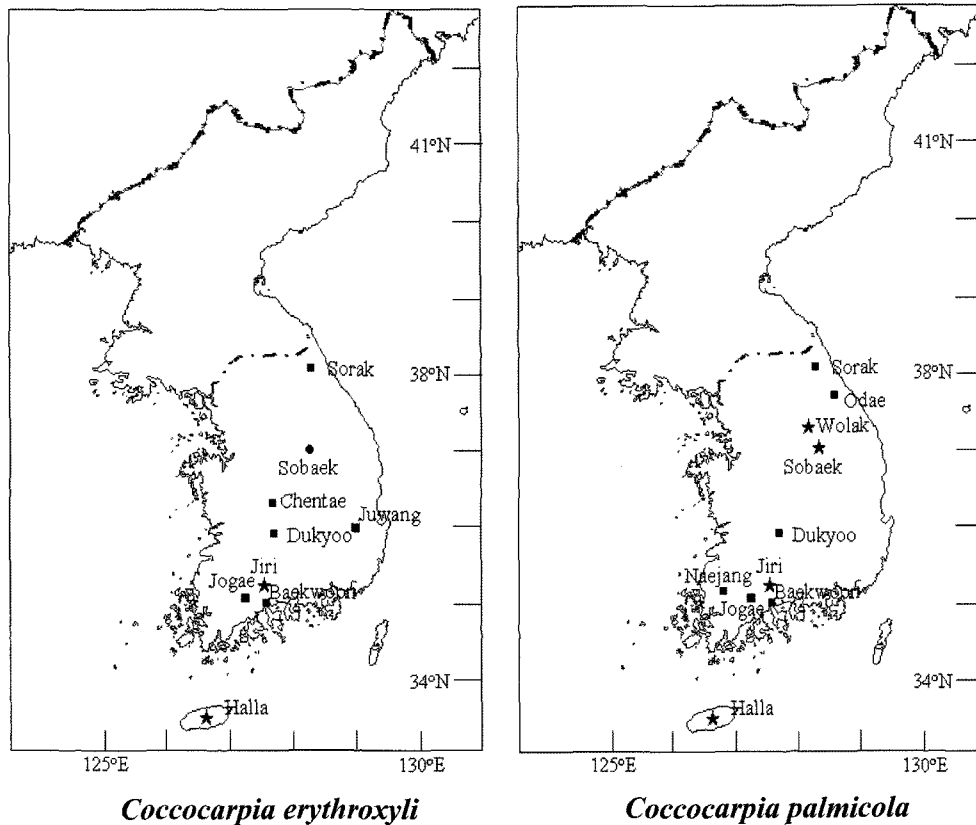 41°N
Sorak
38°N
Sobaek
Chentae
Juwang
Dukyoo
Jiri
Jogae
Baekwoon
34°N
Halla
125°E
130°E
Coccocarpia erythroxyli
41°N
Sorak
38°N
Odae
Wolak
Sobaek
Dukyoo
Jiri
Naejang
Baekwoon
Jogae
34°N
Halla
125°E
130°E
Coccocarpia palmicola